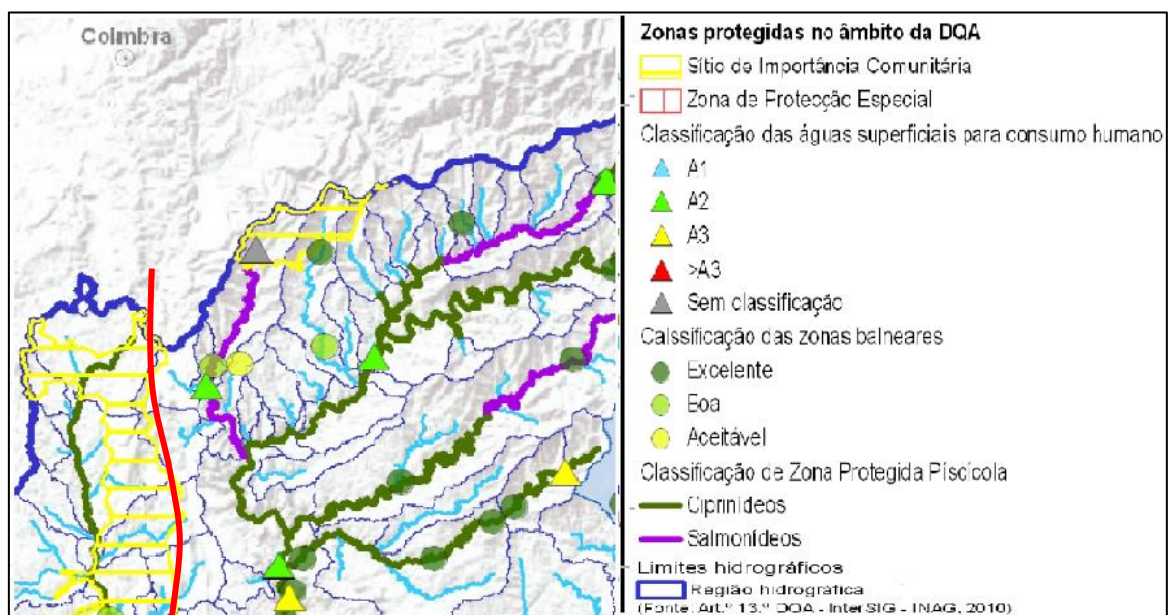 Coimbra
Zonas protegidas no âmbito da DQA
Sítio de Importância Comunitária
Zona de Protecção Especial
Classificação das águas superficiais para consumo humano
A1
A2
A3
>A3
Sem classificação
Calssificação das zonas balneares
Excelente
Boa
Aceitável
Classificação de Zona Protegida Piscícola
Ciprinídeos
Salmonídeos
Limites hidrográficos
Região hidrográfica
(Fonte: Art.º 13.º DQA - InterSIG - INAG, 2010)